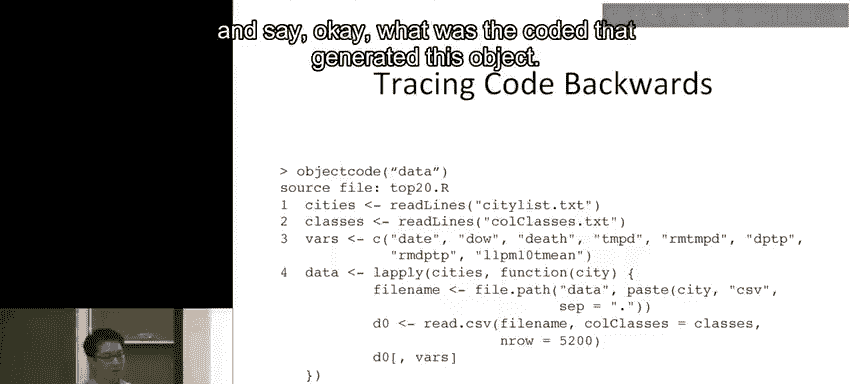 and say, okay, what was the coded that
generated this object.
Tracing Code Backwards
> objectcode("data")
source file: top20.R
1 cities <- readLines("citylist.txt")
2 classes <- readLines("colClasses.txt")
3 vars <- c("date", "dow", "death", "tmpd", "rmtmpd", "dptp",
"rmdptp", "l1pm10tmean")
4 data <- lapply(cities, function(city) {
filename <- file.path("data", paste(city, "csv",
sep = "."))
d0 <- read.csv(filename, colClasses = classes,
nrow = 5200)
d0[, vars]
})